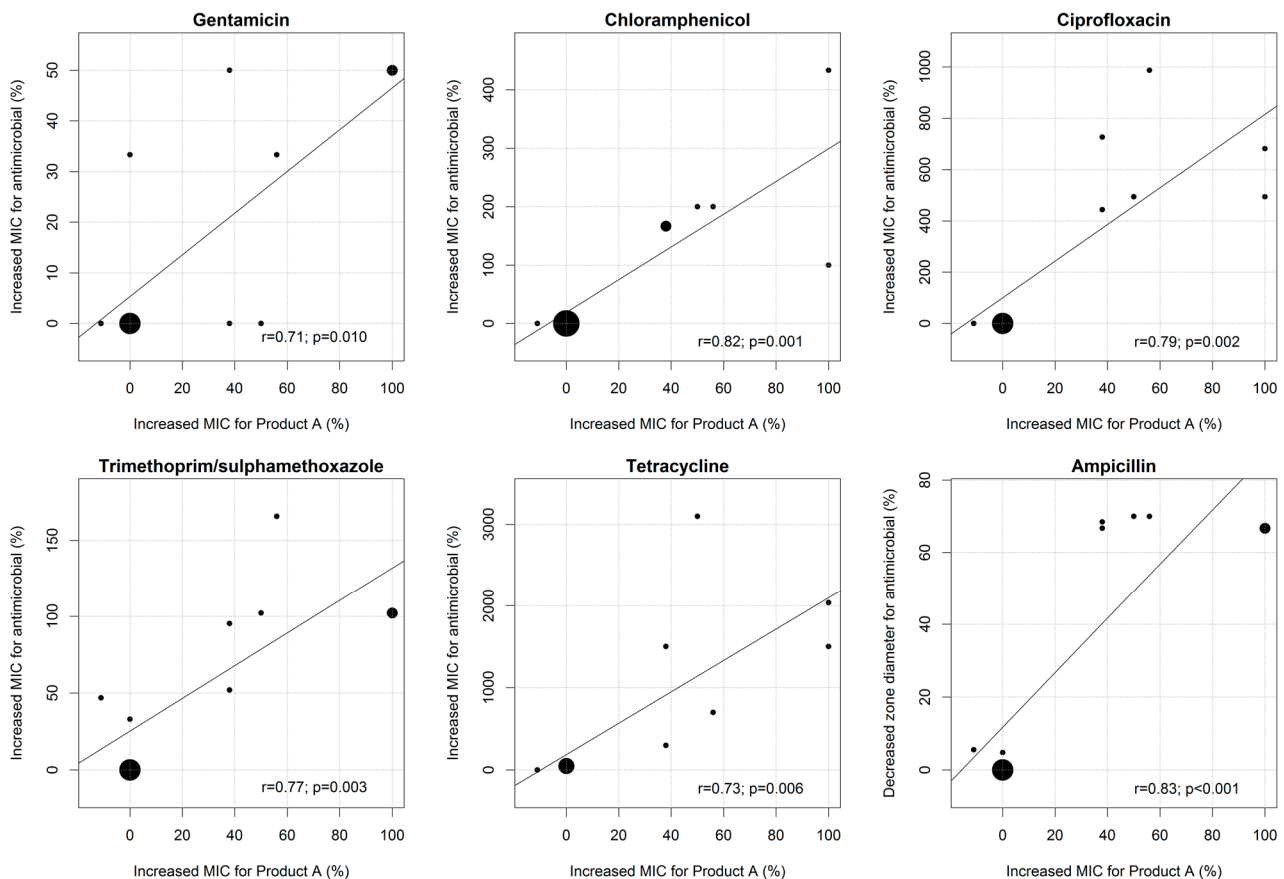 Gentamicin
Increased MIC for antimicrobial (%)
50
40
30
20
10
0
r=0.71; p=0.010
0 20 40 60 80 100
Increased MIC for Product A (%)
Chloramphenicol
Increased MIC for antimicrobial (%)
400
300
200
100
0
r=0.82; p=0.001
0 20 40 60 80 100
Increased MIC for Product A (%)
Ciprofloxacin
Increased MIC for antimicrobial (%)
1000
800
600
400
200
0
r=0.79; p=0.002
0 20 40 60 80 100
Increased MIC for Product A (%)
Trimethoprim/sulphamethoxazole
Increased MIC for antimicrobial (%)
150
100
50
0
r=0.77; p=0.003
0 20 40 60 80 100
Increased MIC for Product A (%)
Tetracycline
Increased MIC for antimicrobial (%)
3000
2000
1000
0
r=0.73; p=0.006
0 20 40 60 80 100
Increased MIC for Product A (%)
Ampicillin
Decreased zone diameter for antimicrobial (%)
80
60
40
20
0
r=0.83; p<0.001
0 20 40 60 80 100
Increased MIC for Product A (%)